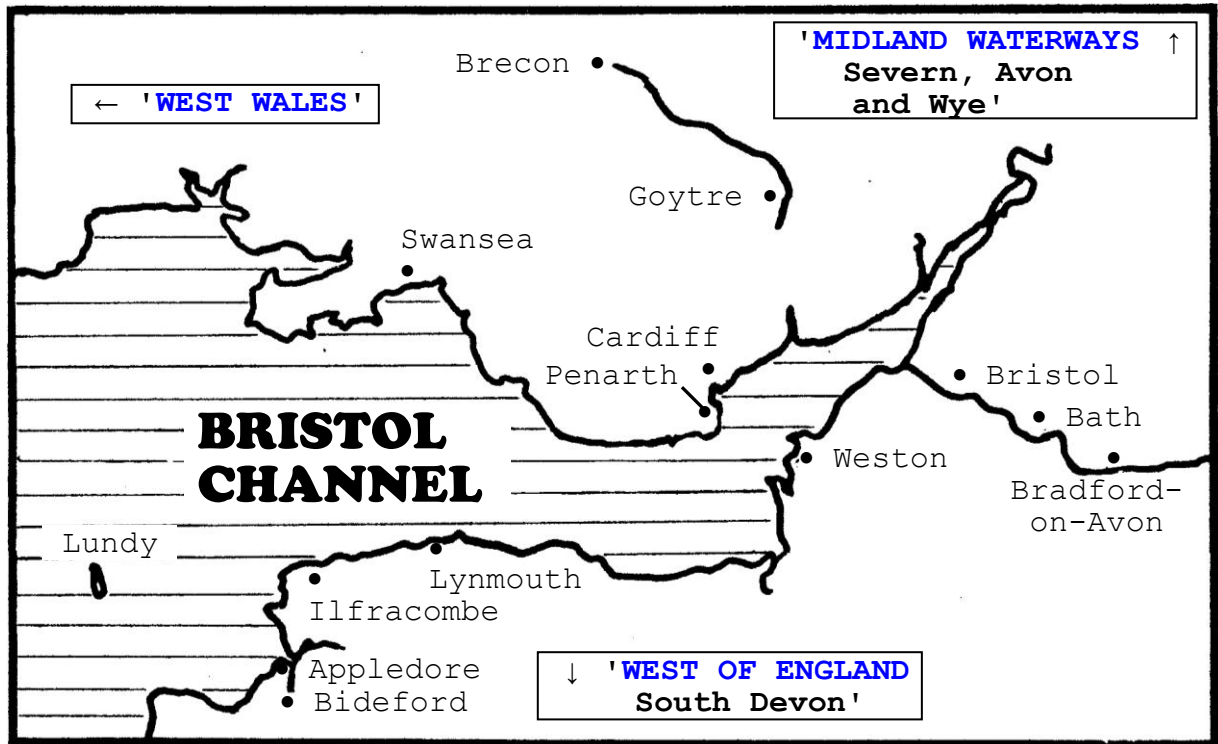 Brecon
'MIDLAND WATERWAYS ↑
Severn, Avon
and Wye'
← 'WEST WALES'
Goytre
Swansea
Cardiff
Penarth
Bristol
Bath
BRISTOL
CHANNEL
Weston
Bradford-
on-Avon
Lundy
Lynmouth
Ilfracombe
Appledore
Bideford
↓ 'WEST OF ENGLAND
South Devon'